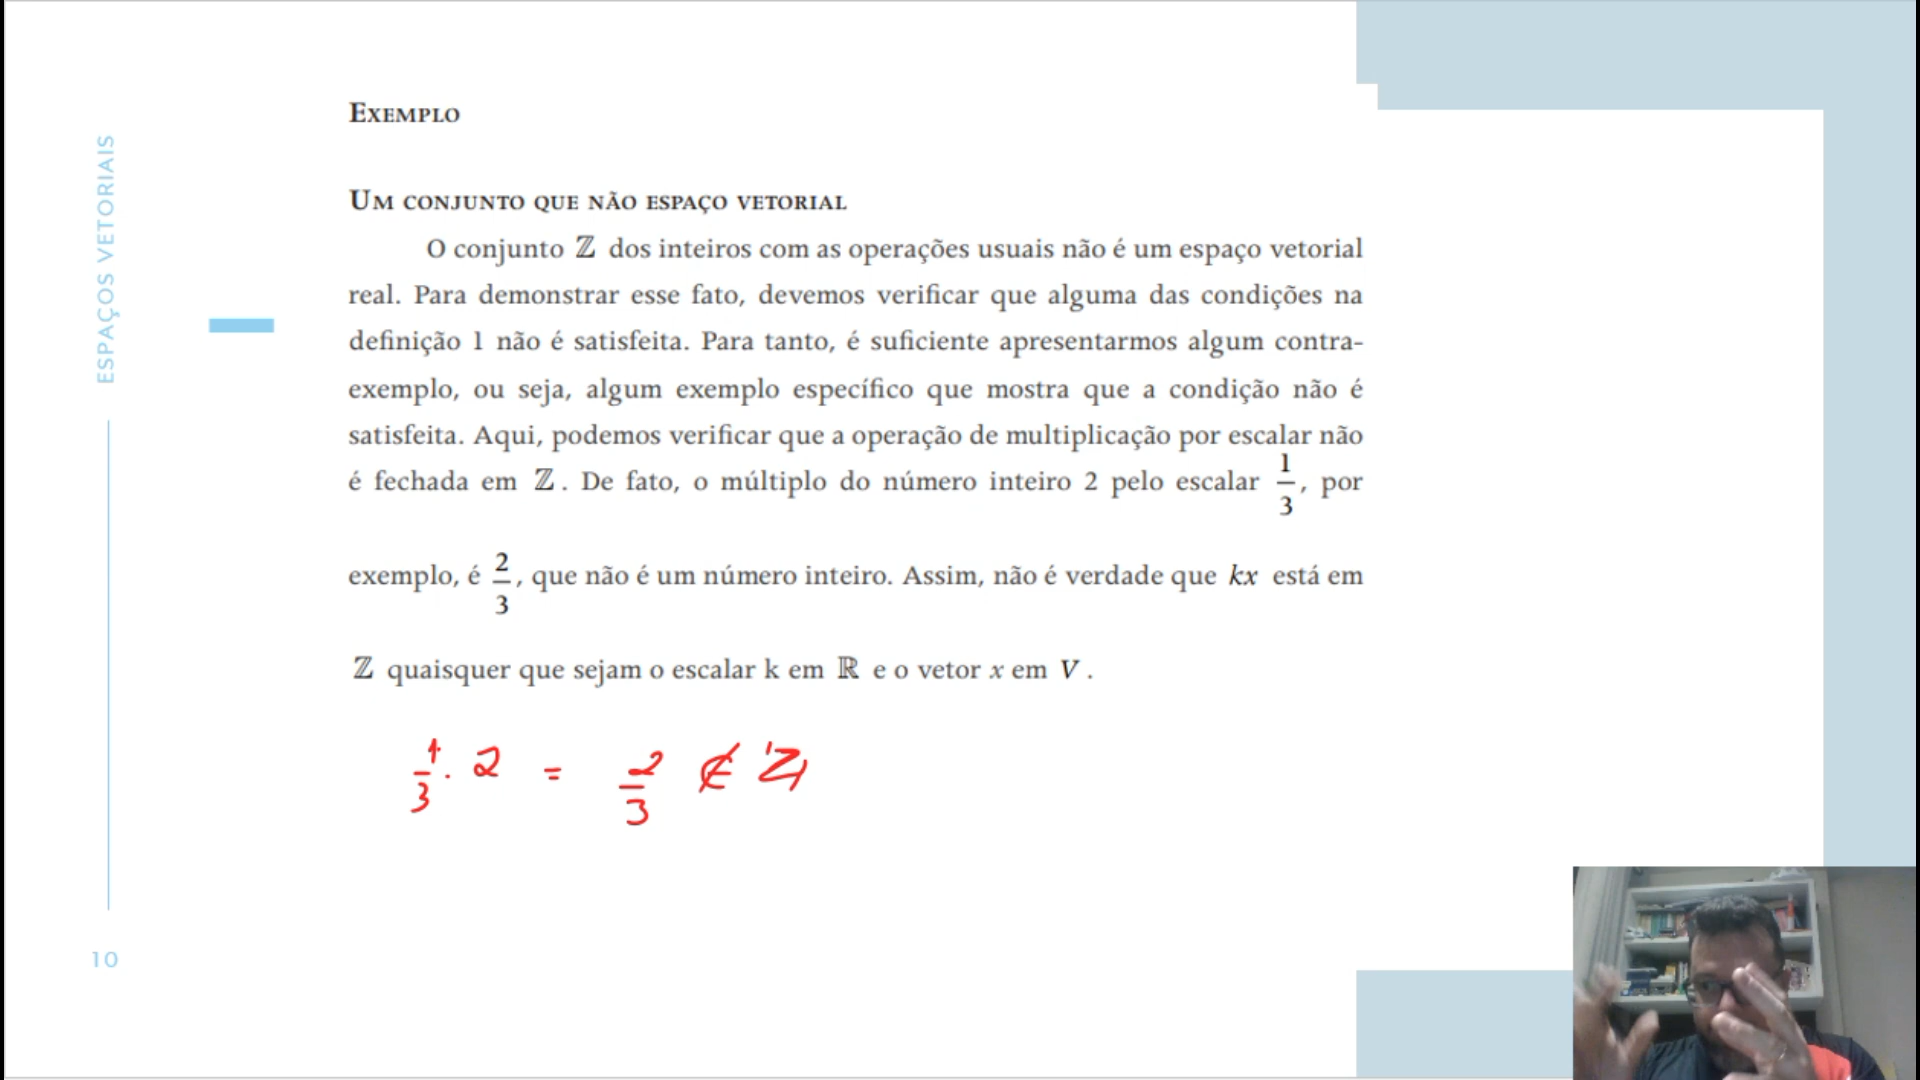 EXEMPLO
UM CONJUNTO QUE NÃO ESPAÇO VETORIAL
O conjunto ℤ dos inteiros com as operações usuais não é um espaço vetorial
real. Para demonstrar esse fato, devemos verificar que alguma das condições na
definição 1 não é satisfeita. Para tanto, é suficiente apresentarmos algum contra-
exemplo, ou seja, algum exemplo específico que mostra que a condição não é
satisfeita. Aqui, podemos verificar que a operação de multiplicação por escalar não
é fechada em ℤ. De fato, o múltiplo do número inteiro 2 pelo escalar 1/3, por
exemplo, é 2/3, que não é um número inteiro. Assim, não é verdade que kx está em
ℤ quaisquer que sejam o escalar k em ℝ e o vetor x em V.
1/3 · 2 = 2/3 ∉ ℤ
ESPAÇOS VETORIAIS
10